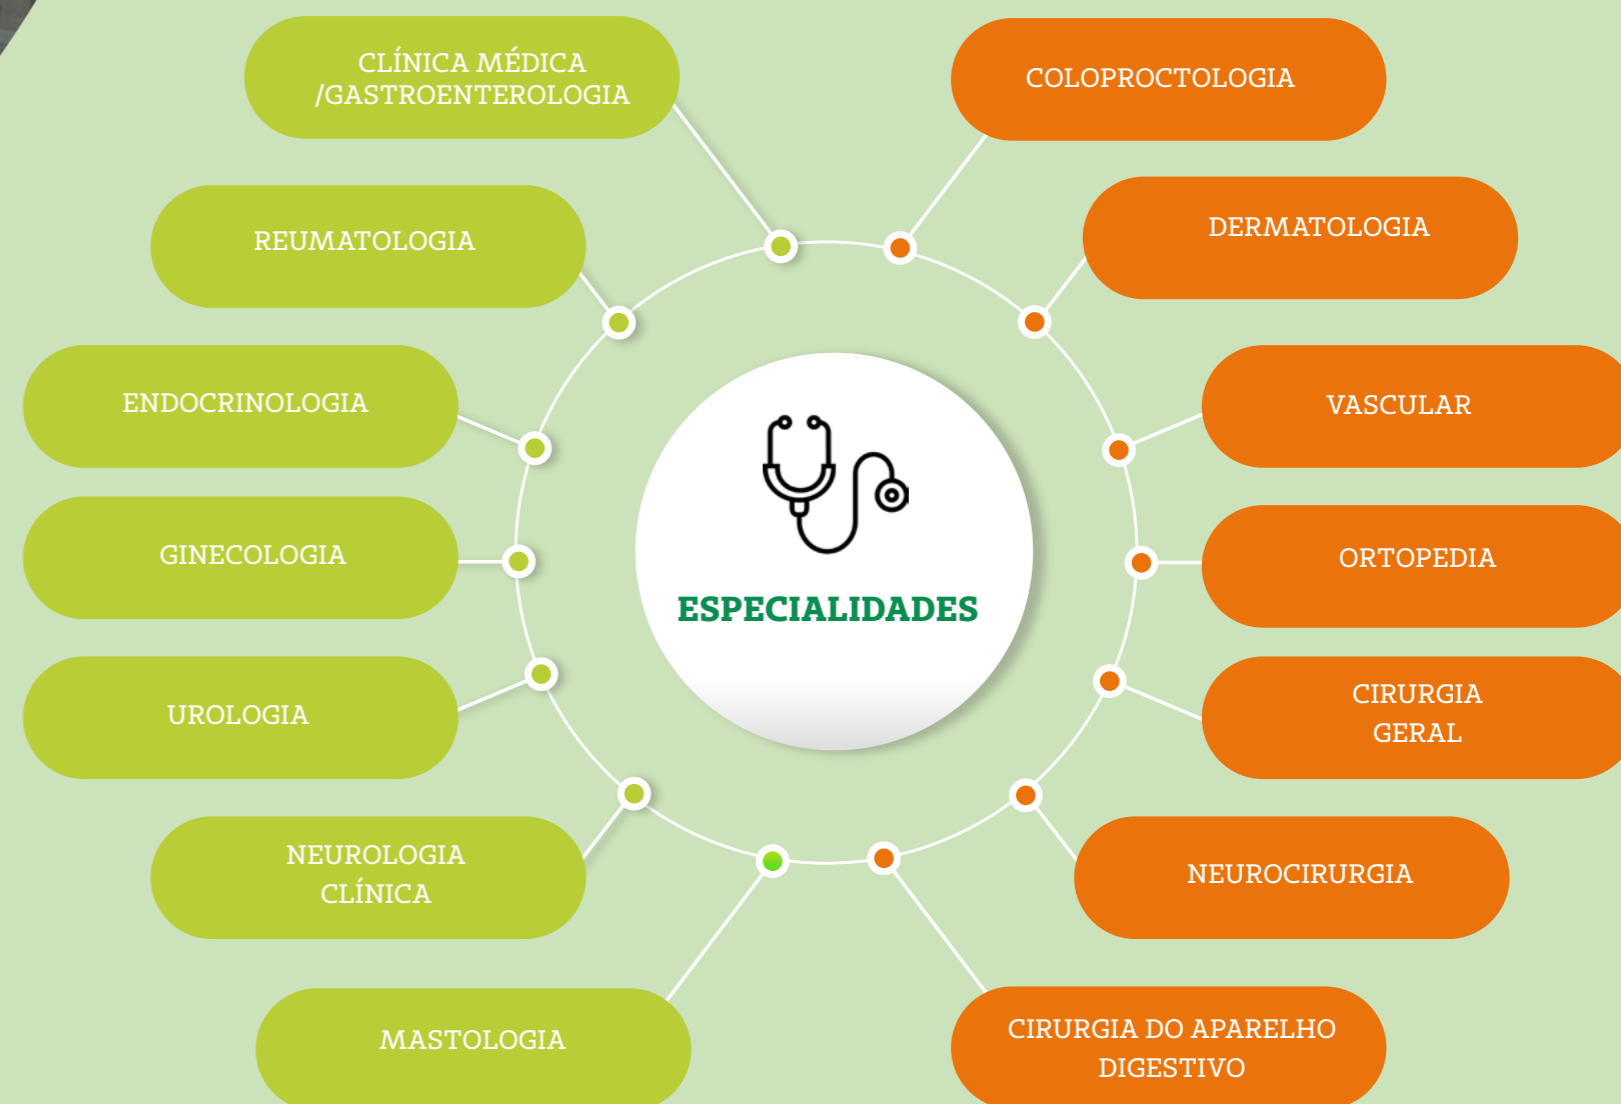 CLÍNICA MÉDICA
/GASTROENTEROLOGIA
REUMATOLOGIA
ENDOCRINOLOGIA
GINECOLOGIA
UROLOGIA
NEUROLOGIA
CLÍNICA
MASTOLOGIA
ESPECIALIDADES
COLOPROCTOLOGIA
DERMATOLOGIA
VASCULAR
ORTOPEDIA
CIRURGIA
GERAL
NEUROCIRURGIA
CIRURGIA DO APARELHO
DIGESTIVO